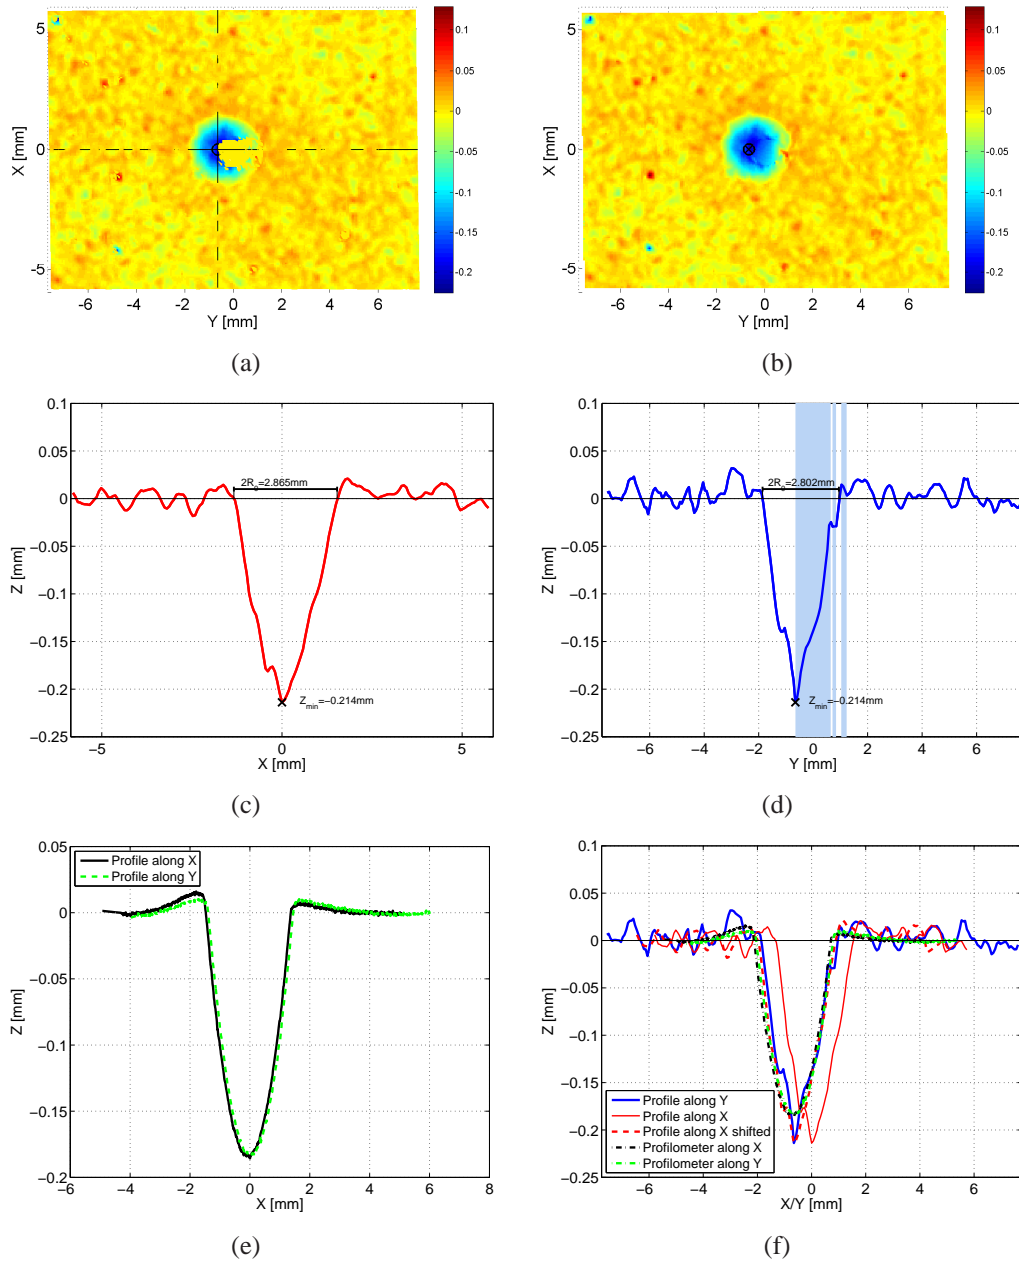 5
0
-5
X [mm]
-6 -4 -2 0 2 4 6
Y [mm]
0.1
0.05
0
-0.05
-0.1
-0.15
-0.2
(a)
5
0
-5
X [mm]
-6 -4 -2 0 2 4 6
Y [mm]
0.1
0.05
0
-0.05
-0.1
-0.15
-0.2
(b)
0.1
0.05
0
−0.05
−0.1
−0.15
−0.2
−0.25
Z [mm]
2R_e=2.865mm
Z_min=−0.214mm
−5 0 5
X [mm]
(c)
0.1
0.05
0
−0.05
−0.1
−0.15
−0.2
−0.25
Z [mm]
2R_e=2.802mm
Z_min=−0.214mm
−6 −4 −2 0 2 4 6
Y [mm]
(d)
0.05
0
−0.05
−0.1
−0.15
−0.2
Z [mm]
Profile along X
Profile along Y
−6 −4 −2 0 2 4 6 8
X [mm]
(e)
0.1
0.05
0
−0.05
−0.1
−0.15
−0.2
−0.25
Z [mm]
Profile along Y
Profile along X
Profile along X shifted
Profilometer along X
Profilometer along Y
−6 −4 −2 0 2 4 6
X/Y [mm]
(f)